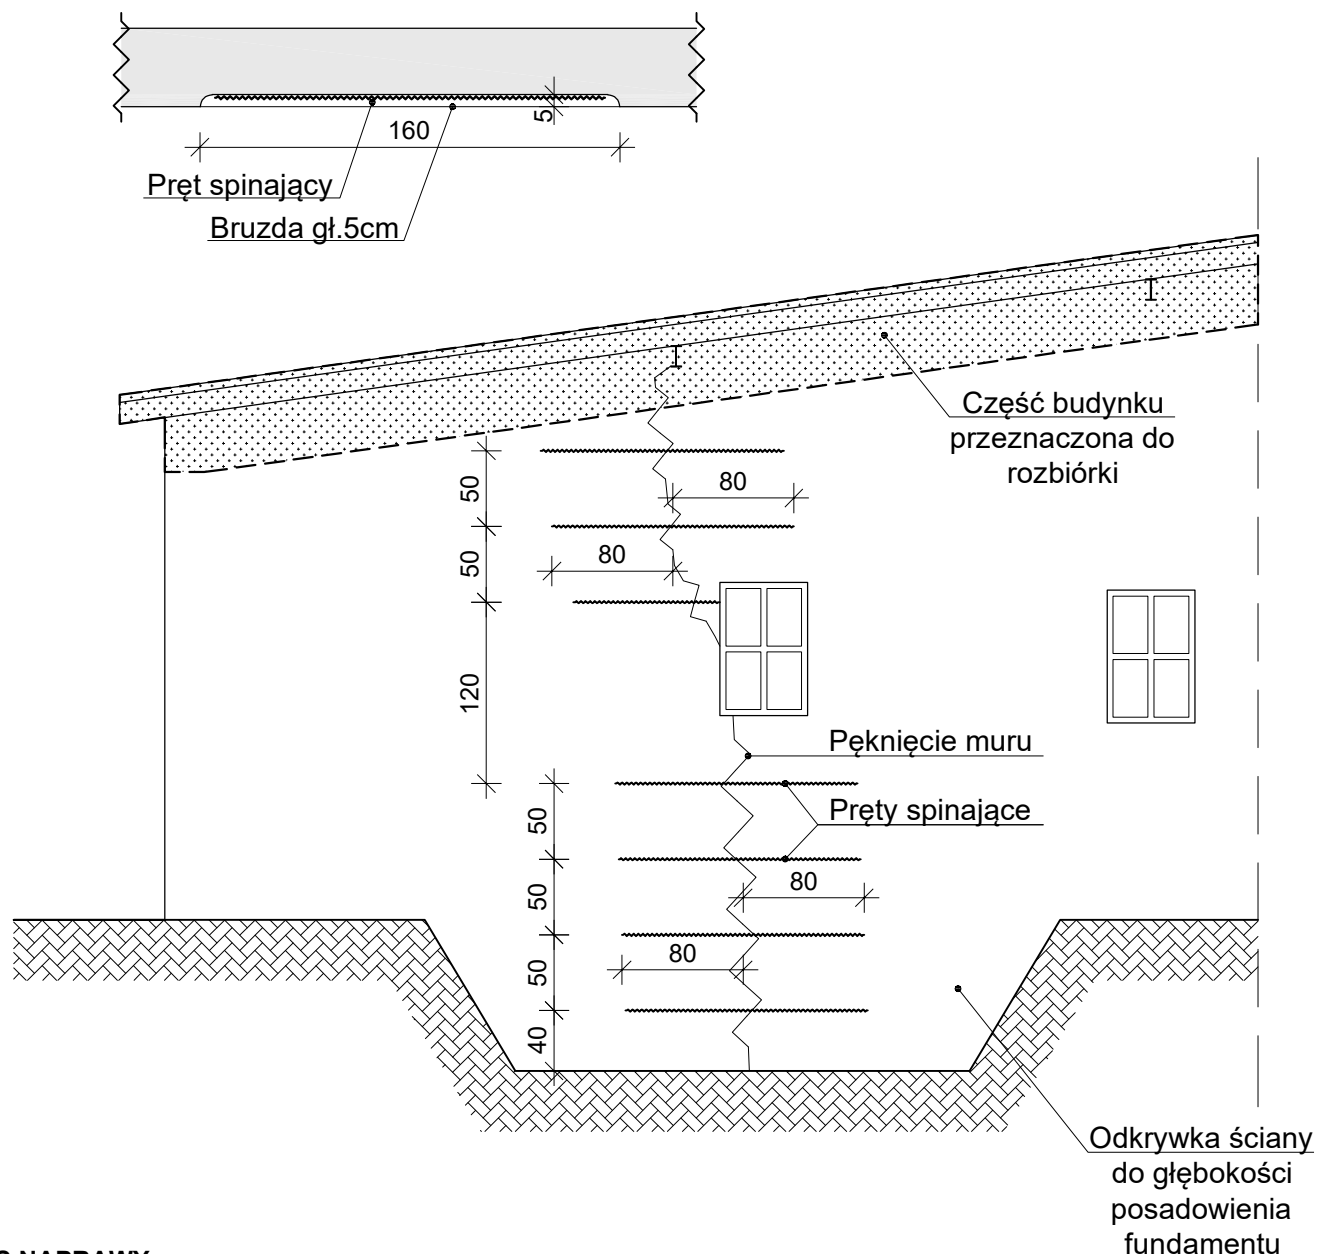 5
160
Pręt spinający
Bruzda gł.5cm
Część budynku
przeznaczona do
rozbiórki
50
80
50
80
120
Pęknięcie muru
Pręty spinające
50
50
80
50
80
40
Odkrywka ściany
do głębokości
posadowienia
fundamentu
NAPRAWY